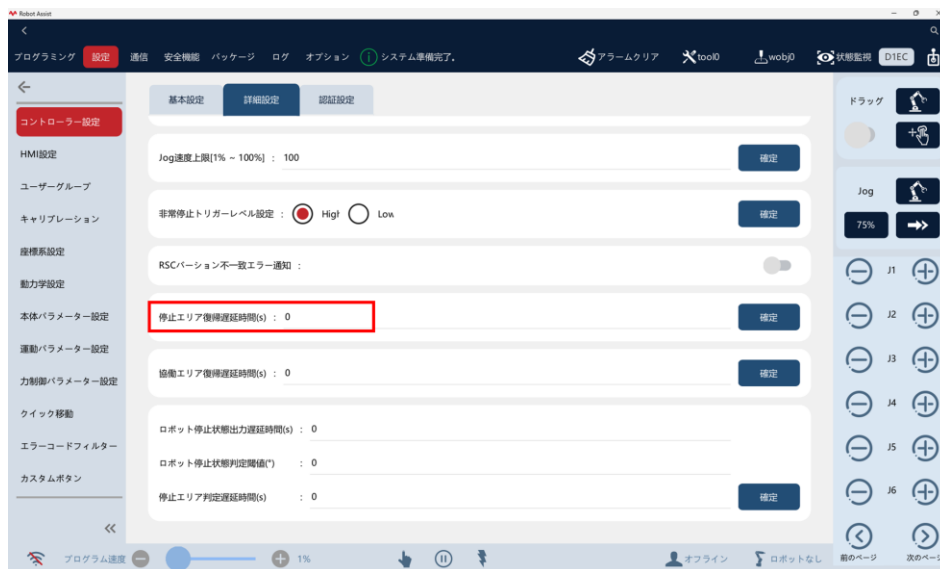 Robot Assist
プログラミング 設定 通信 安全機能 パッケージ ログ オプション システム準備完了. アラームクリア tool0 wobj0 状態監視 D1EC
コントローラー設定
HMI設定
ユーザーグループ
キャリブレーション
座標系設定
動力学設定
本体パラメーター設定
運動パラメーター設定
力制御パラメーター設定
クイック移動
エラーコードフィルター
カスタムボタン
基本設定 詳細設定 認証設定
Jog速度上限[1% ~ 100%] : 100 確定
非常停止トリガーレベル設定 : High Low 確定
RSCバーション不一致エラー通知 :
停止エリア復帰遅延時間(s) : 0 確定
協働エリア復帰遅延時間(s) : 0 確定
ロボット停止状態出力遅延時間(s) : 0
ロボット停止状態判定閾値(°) : 0
停止エリア判定遅延時間(s) : 0 確定
ドラッグ
Jog
75%
J1
J2
J3
J4
J5
J6
前のページ 次のページ
プログラム速度 1% オフライン ロボットなし